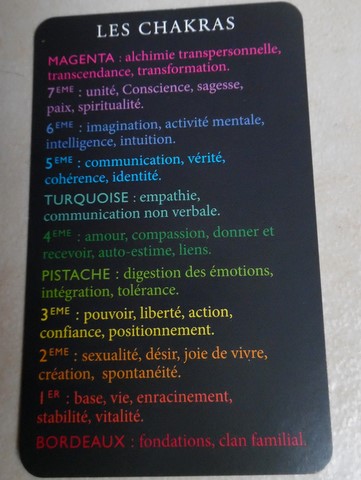 LES CHAKRAS
MAGENTA : alchimie transpersonnelle,
transcendance, transformation.
7EME : unité, Conscience, sagesse,
paix, spiritualité.
6EME : imagination, activité mentale,
intelligence, intuition.
5EME : communication, vérité,
cohérence, identité.
TURQUOISE : empathie,
communication non verbale.
4EME : amour, compassion, donner et
recevoir, auto-estime, liens.
PISTACHE : digestion des émotions,
intégration, tolérance.
3EME : pouvoir, liberté, action,
confiance, positionnement.
2EME : sexualité, désir, joie de vivre,
création, spontanéité.
1ER : base, vie, enracinement,
stabilité, vitalité.
BORDEAUX : fondations, clan familial.